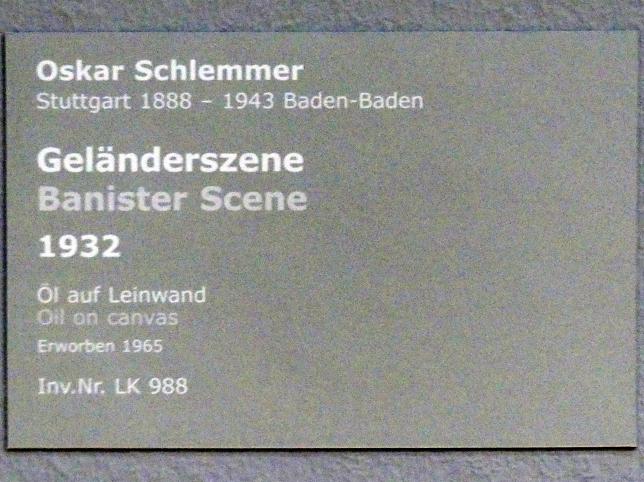 Oskar Schlemmer
Stuttgart 1888 – 1943 Baden-Baden
Geländerszene
Banister Scene
1932
Öl auf Leinwand
Oil on canvas
Erworben 1965
Inv.Nr. LK 988